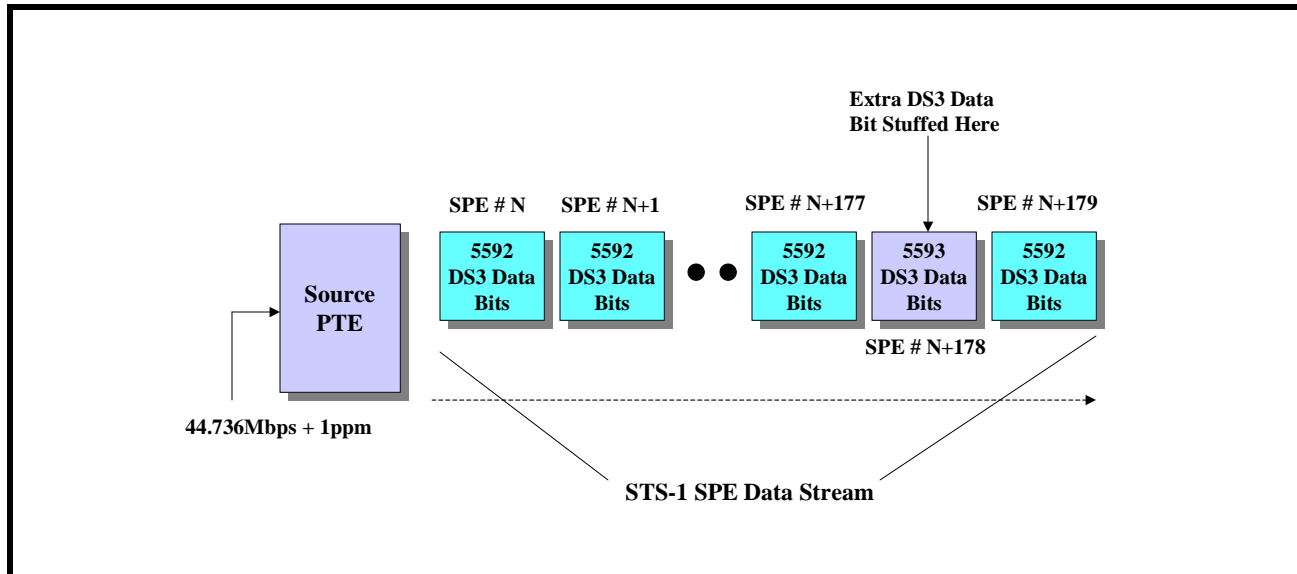 Extra DS3 Data
Bit Stuffed Here
SPE # N
SPE # N+1
SPE # N+177
SPE # N+179
Source
PTE
5592
DS3 Data
Bits
5592
DS3 Data
Bits
5592
DS3 Data
Bits
5593
DS3 Data
Bits
5592
DS3 Data
Bits
SPE # N+178
44.736Mbps + 1ppm
STS-1 SPE Data Stream